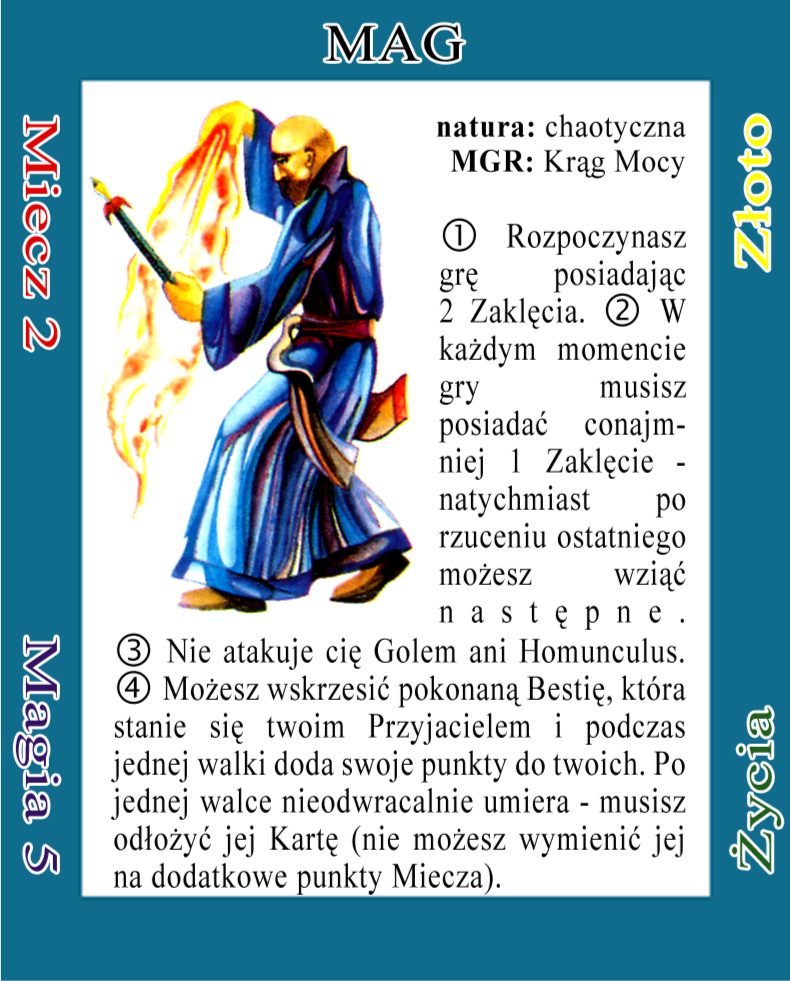 MAG
Miecz 2
Magia 5
Złoto
Życia
natura: chaotyczna
MGR: Krąg Mocy
① Rozpoczynasz
grę posiadając
2 Zaklęcia. ② W
każdym momencie
gry musisz
posiadać conajm-
niej 1 Zaklęcie -
natychmiast po
rzuceniu ostatniego
możesz wziąć
następne.
③ Nie atakuje cię Golem ani Homunculus.
④ Możesz wskrzesić pokonaną Bestię, która
stanie się twoim Przyjacielem i podczas
jednej walki doda swoje punkty do twoich. Po
jednej walce nieodwracalnie umiera - musisz
odłożyć jej Kartę (nie możesz wymienić jej
na dodatkowe punkty Miecza).